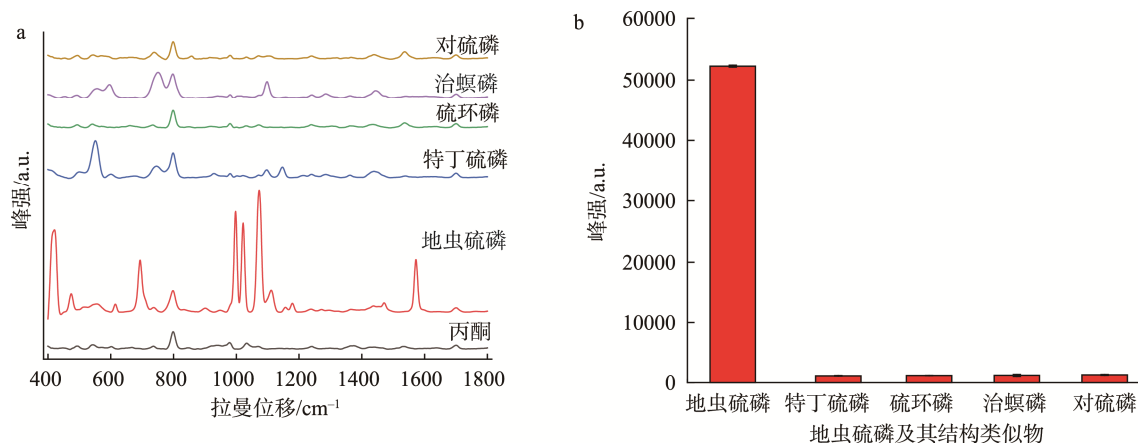 a
对硫磷
治螟磷
硫环磷
特丁硫磷
地虫硫磷
丙酮
峰强/a.u.
400 600 800 1000 1200 1400 1600 1800
拉曼位移/cm⁻¹
b
60000
50000
40000
30000
20000
10000
0
峰强/a.u.
地虫硫磷 特丁硫磷 硫环磷 治螟磷 对硫磷
地虫硫磷及其结构类似物